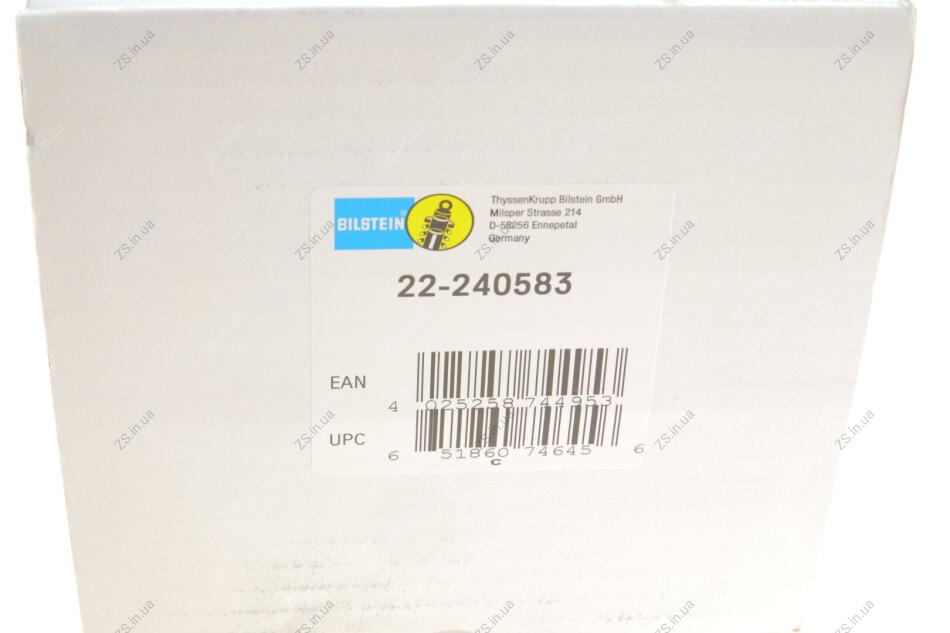 BILSTEIN®
ThyssenKrupp Bilstein GmbH
Milsper Strasse 214
D-58256 Ennepetal
Germany
22-240583
EAN
4 025258 744953
UPC
6 51860 74645 6
c
ZS.in.ua